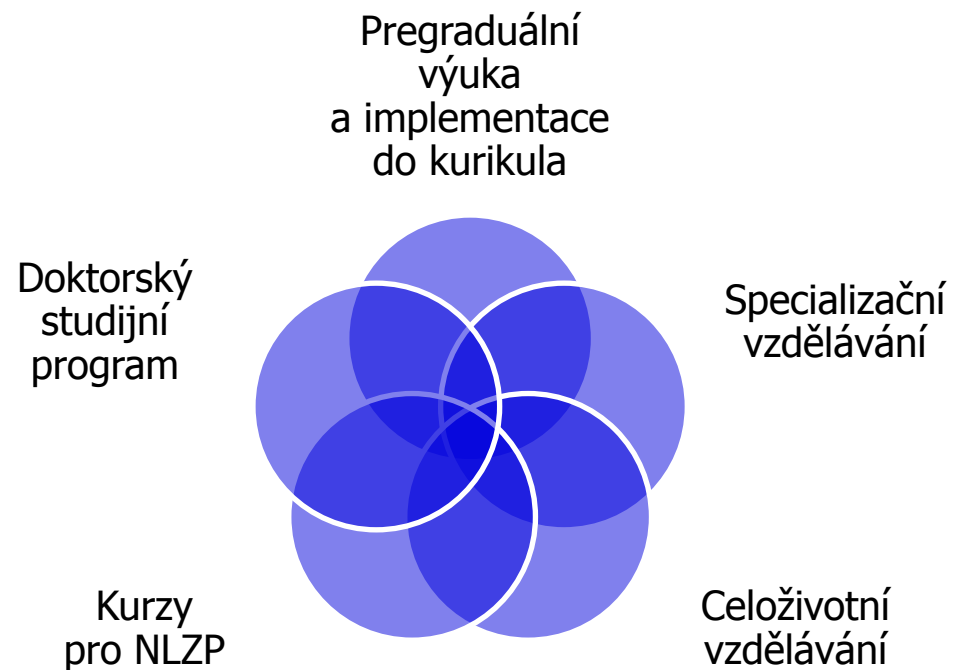 Pregraduální
výuka
a implementace
do kurikula
Doktorský
studijní
program
Specializační
vzdělávání
Kurzy
pro NLZP
Celoživotní
vzdělávání